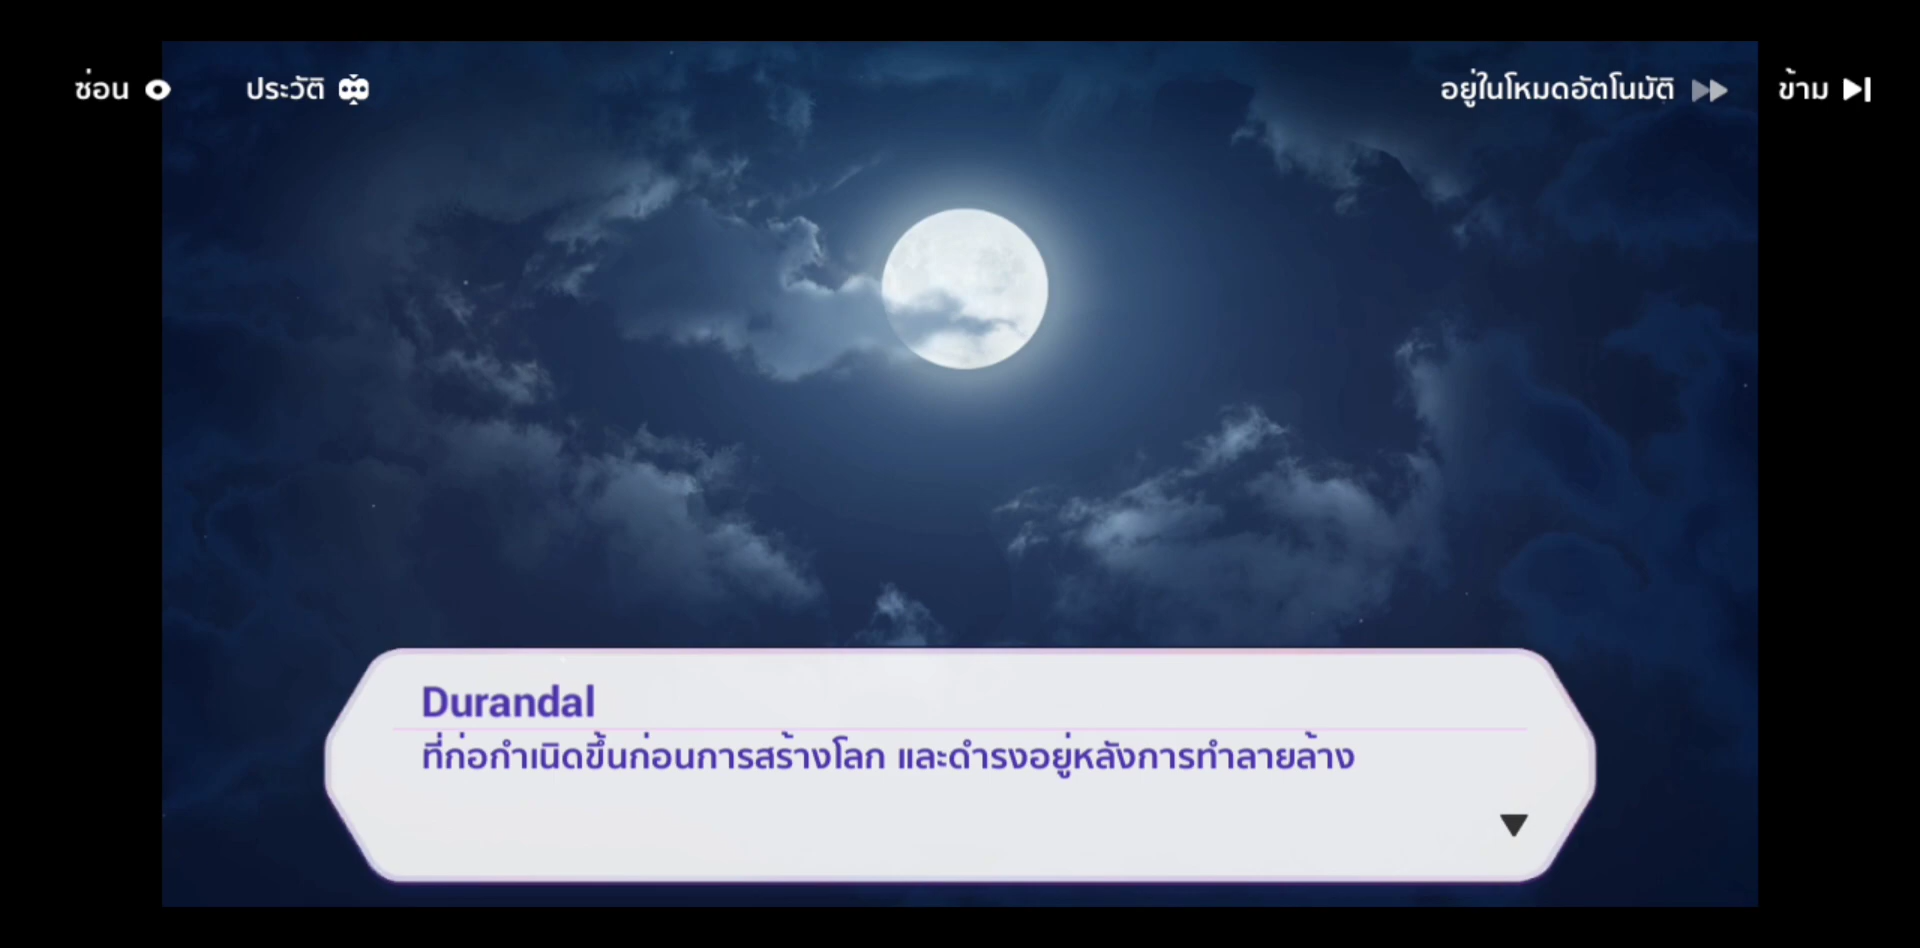 ซ่อน ประวัติ อยู่ในโหมดอัตโนมัติ ข้าม
Durandal
ที่ก่อกำเนิดขึ้นก่อนการสร้างโลก และดำรงอยู่หลังการทำลายล้าง